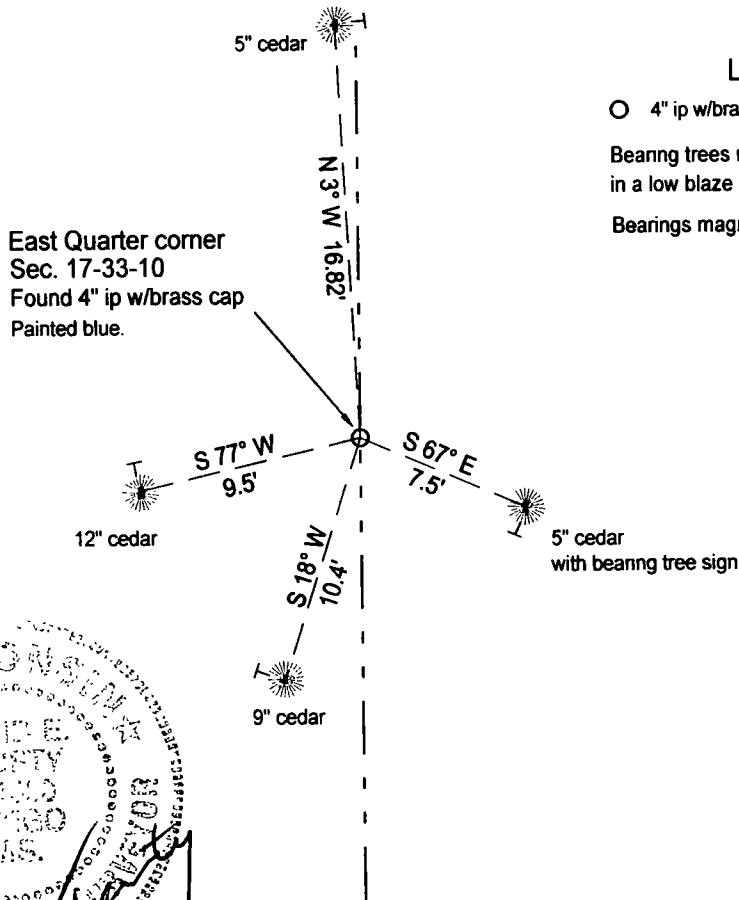 5" cedar
L
4" ip w/bra
Bearing trees
in a low blaze
Bearings mag
N 3° W 16.82'
East Quarter corner
Sec. 17-33-10
Found 4" ip w/brass cap
Painted blue.
S 77° W
9.5'
S 67° E
7.5'
12" cedar
5" cedar
with bearing tree sign
S 18° W
10.4'
9" cedar